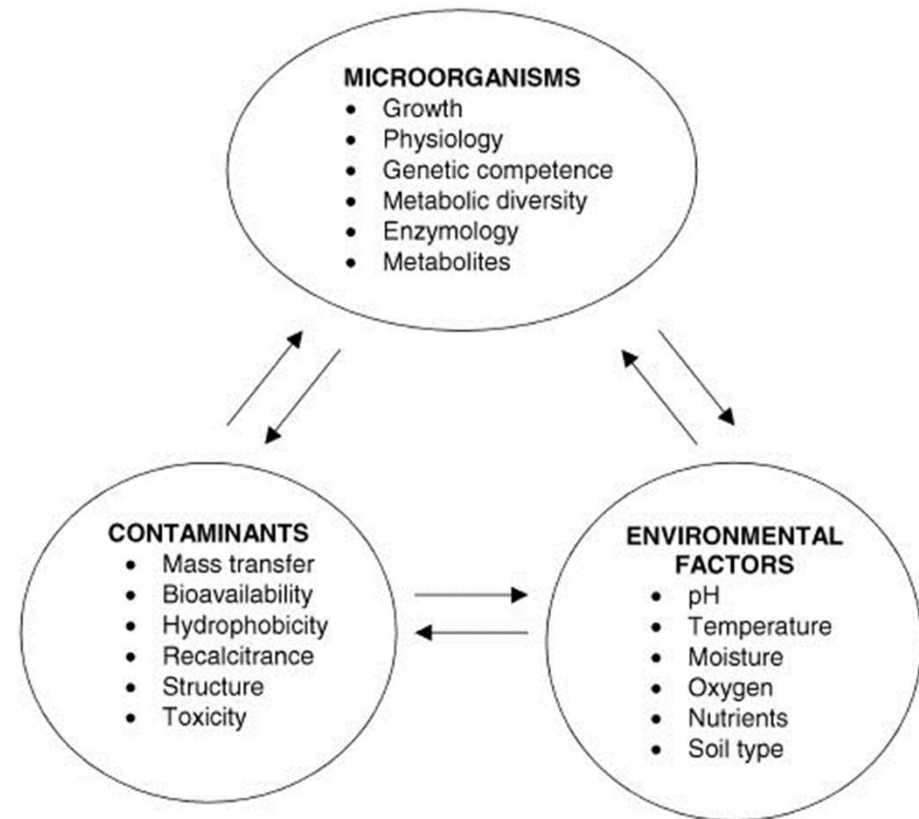 MICROORGANISMS
• Growth
• Physiology
• Genetic competence
• Metabolic diversity
• Enzymology
• Metabolites
CONTAMINANTS
• Mass transfer
• Bioavailability
• Hydrophobicity
• Recalcitrance
• Structure
• Toxicity
ENVIRONMENTAL
FACTORS
• pH
• Temperature
• Moisture
• Oxygen
• Nutrients
• Soil type